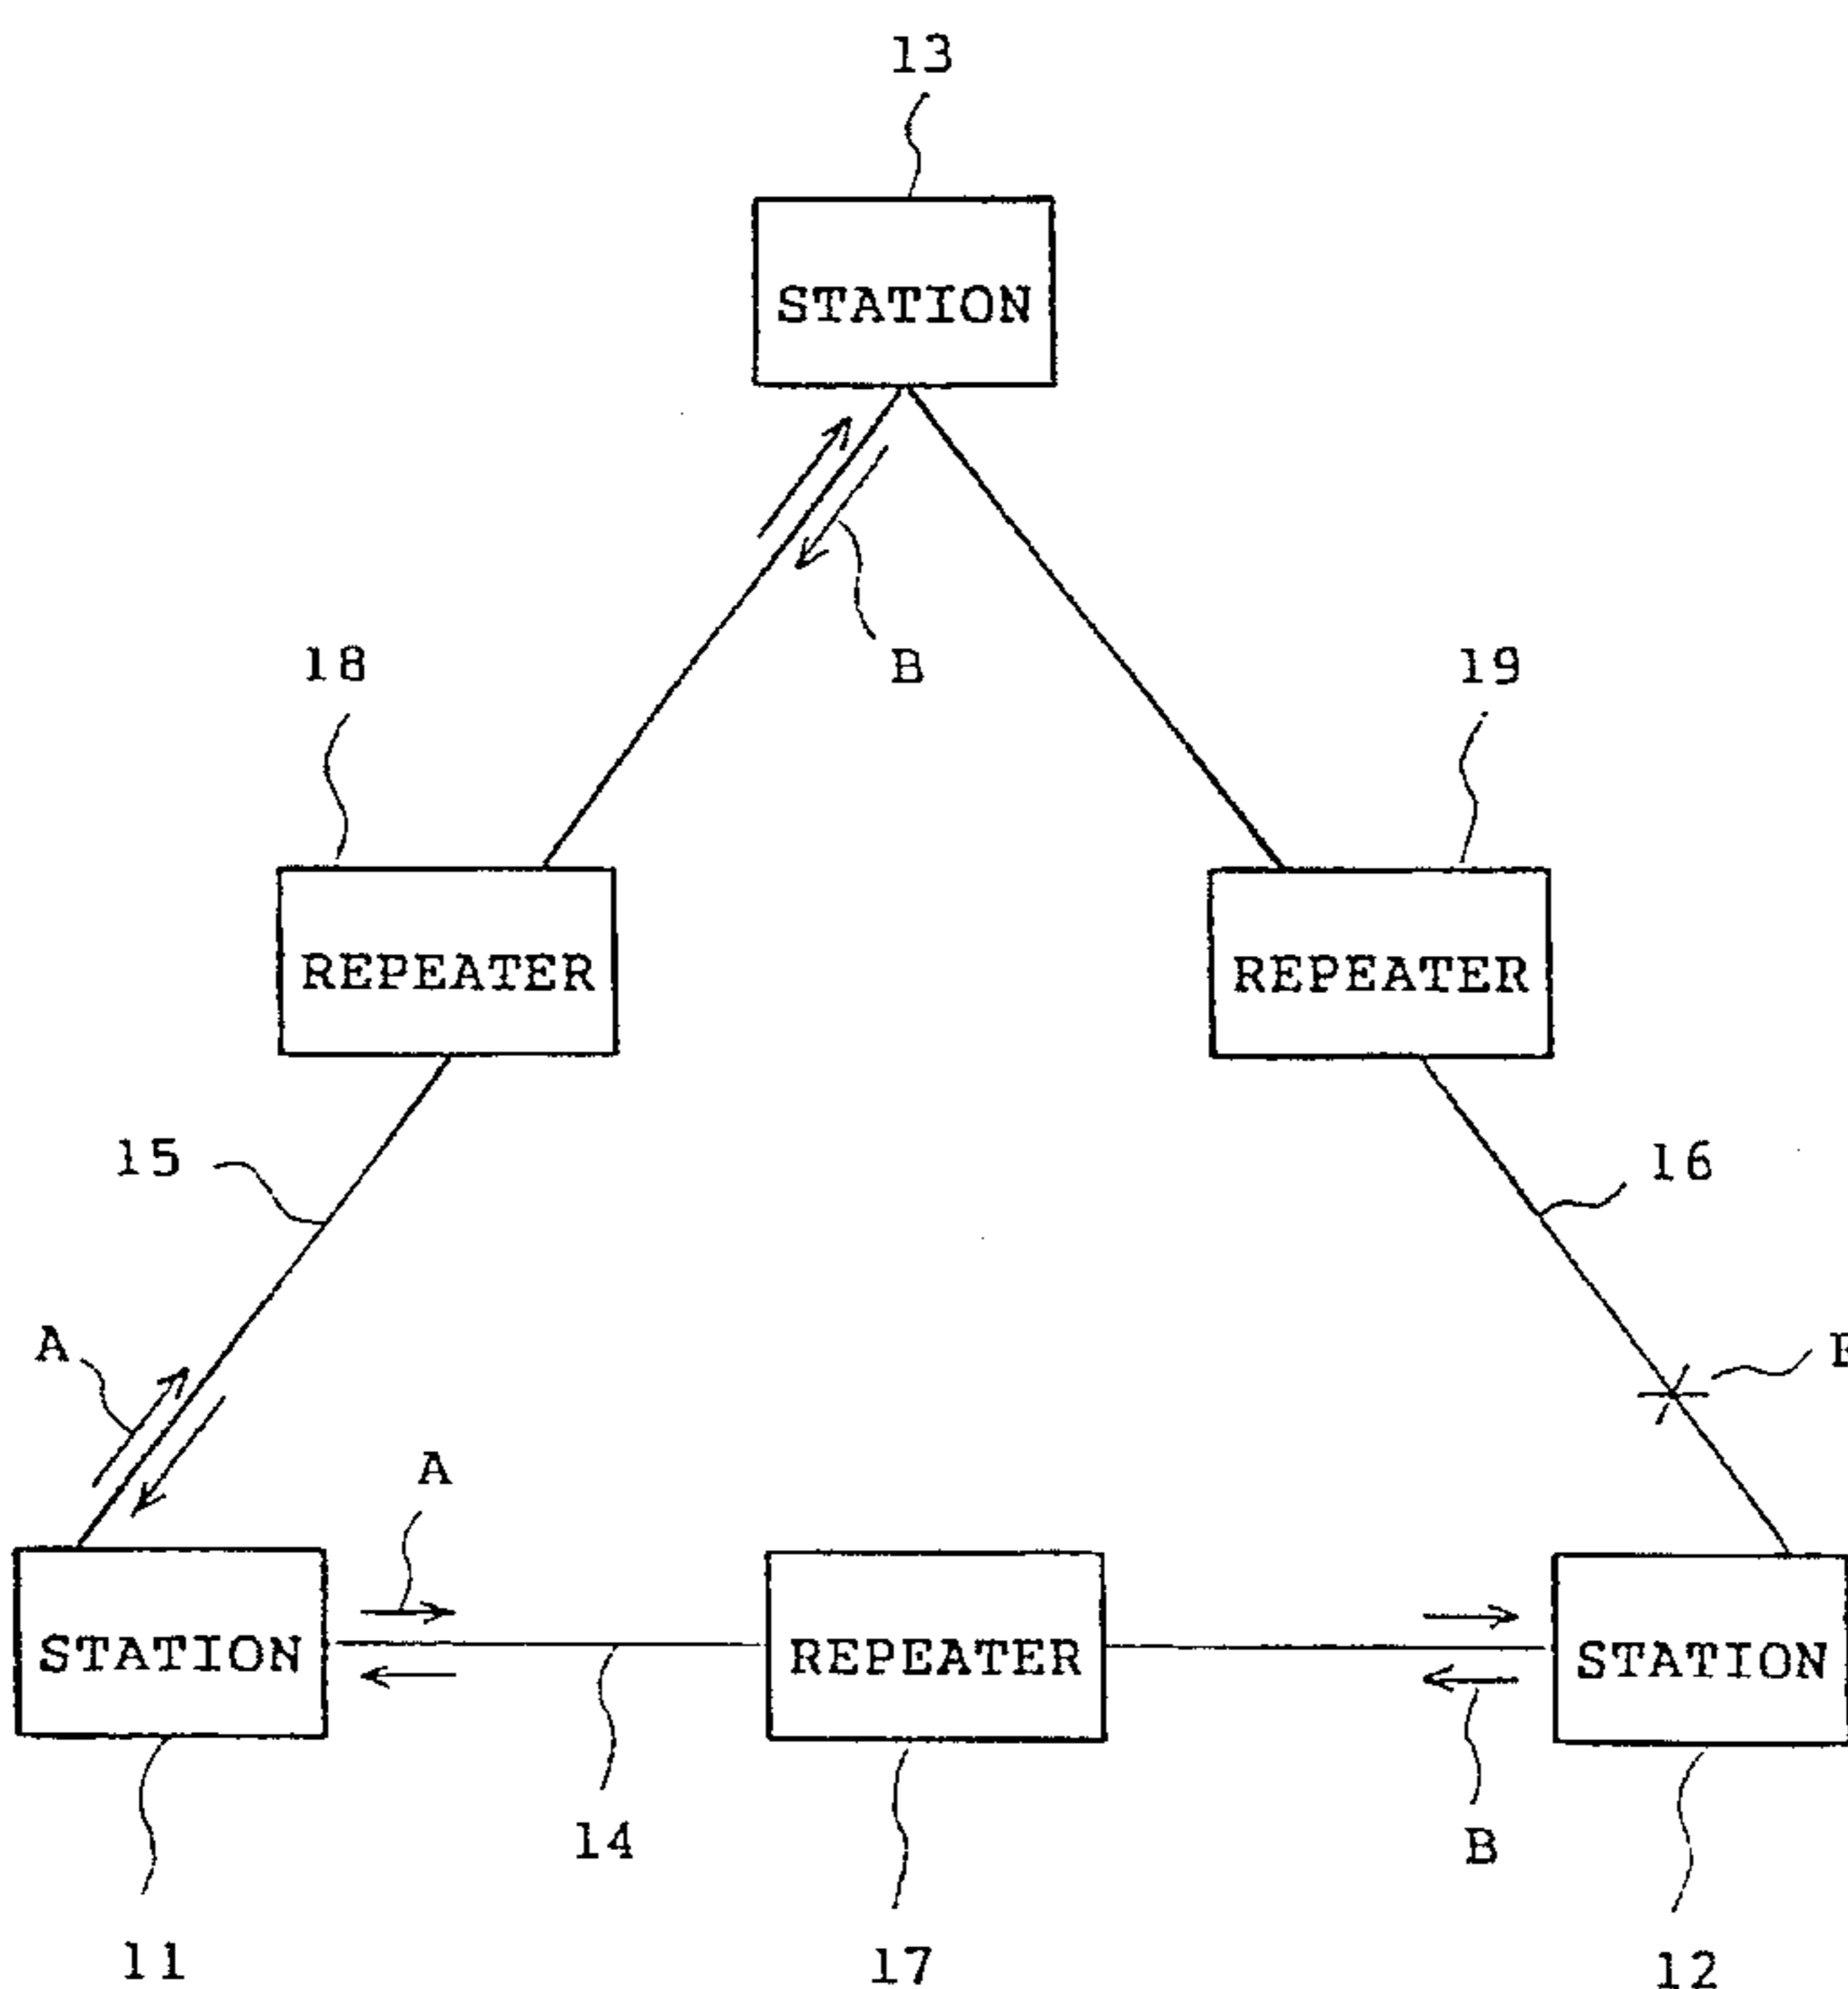 13
STATION
B
18
19
REPEATER
REPEATER
15
16
A
A
STATION
REPEATER
STATION
14
B
11
17
12